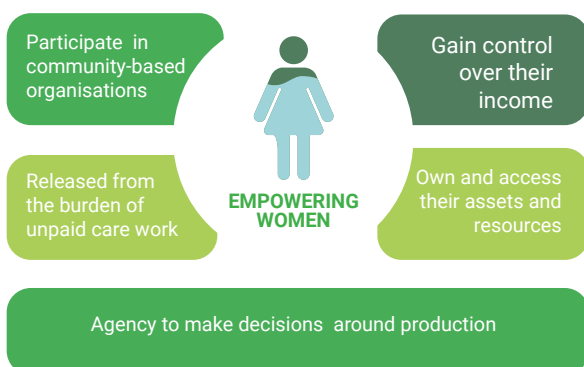 Participate in
community-based
organisations
Gain control
over their
income
Released from
the burden of
unpaid care work
EMPOWERING
WOMEN
Own and access
their assets and
resources
Agency to make decisions around production